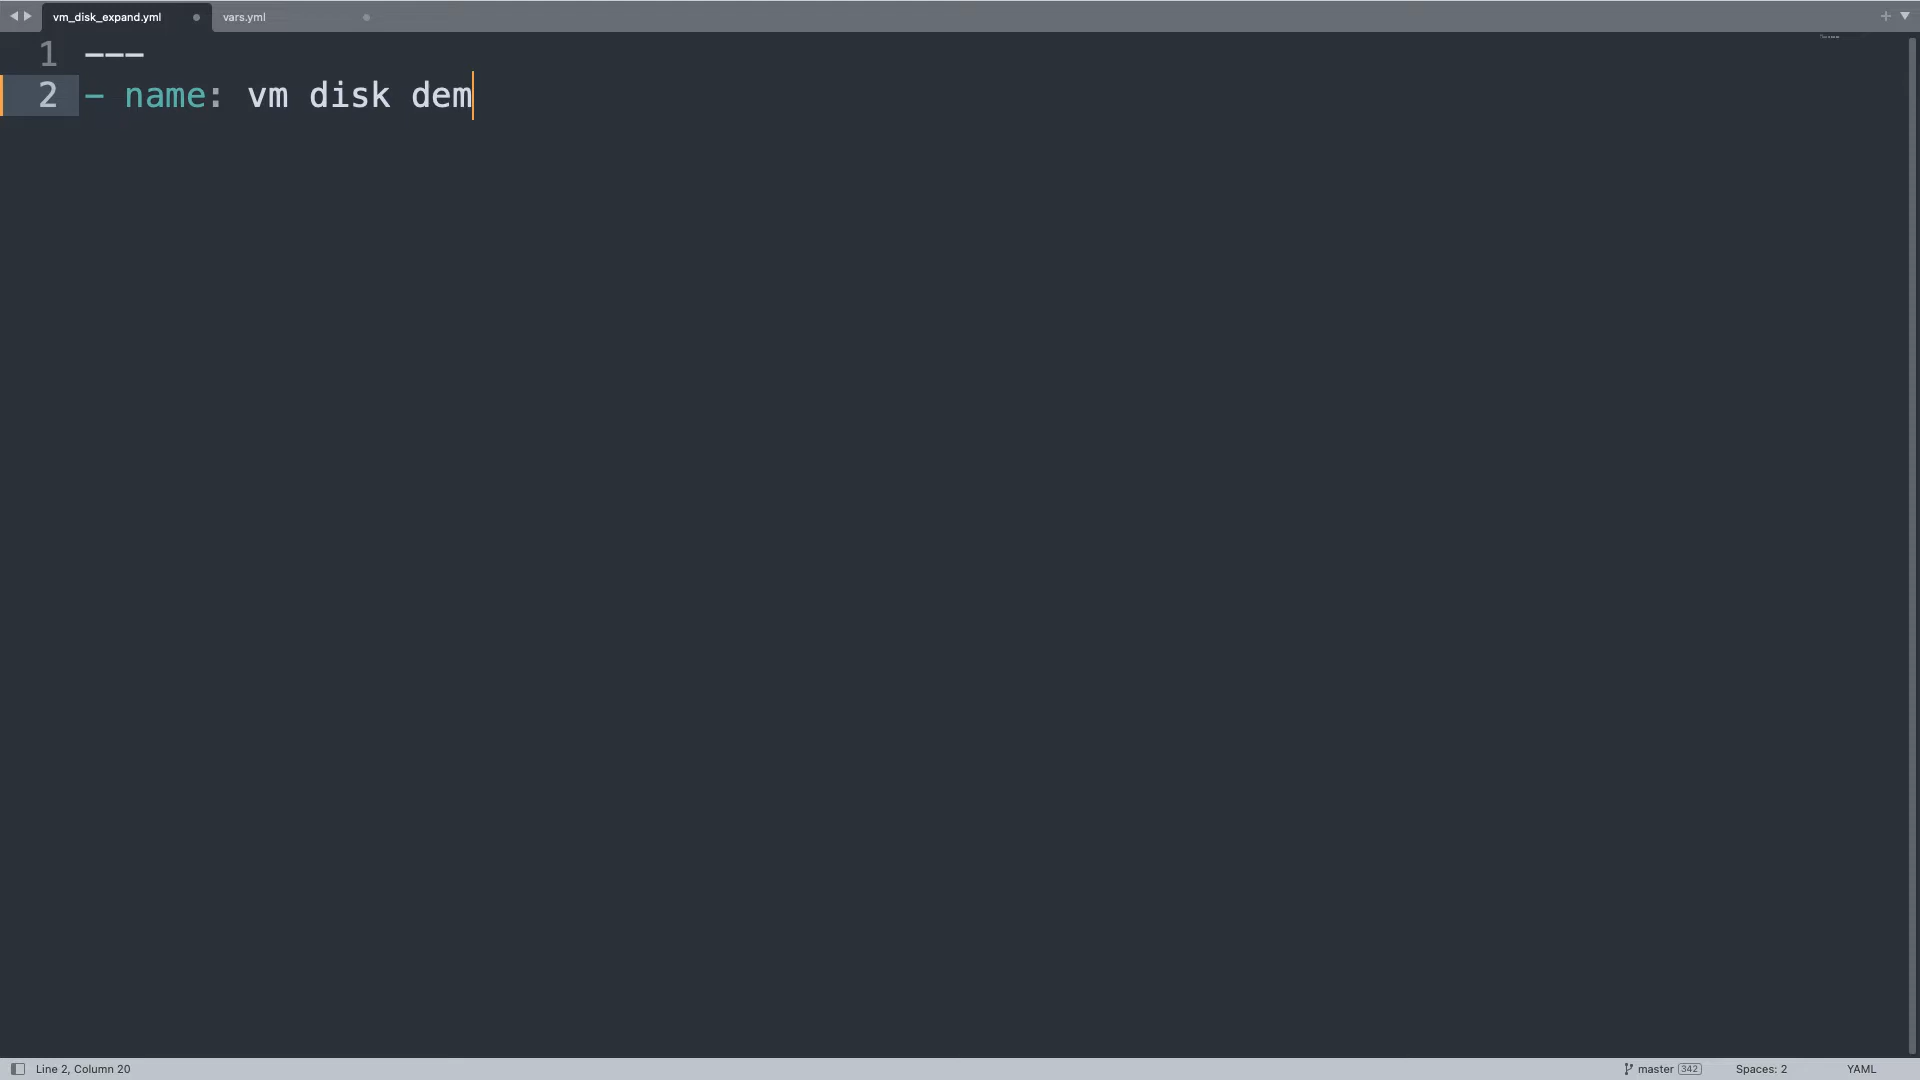 vm_disk_expand.yml
vars.yml
1 ---
2 - name: vm disk dem
Line 2, Column 20
master 342
Spaces: 2
YAML